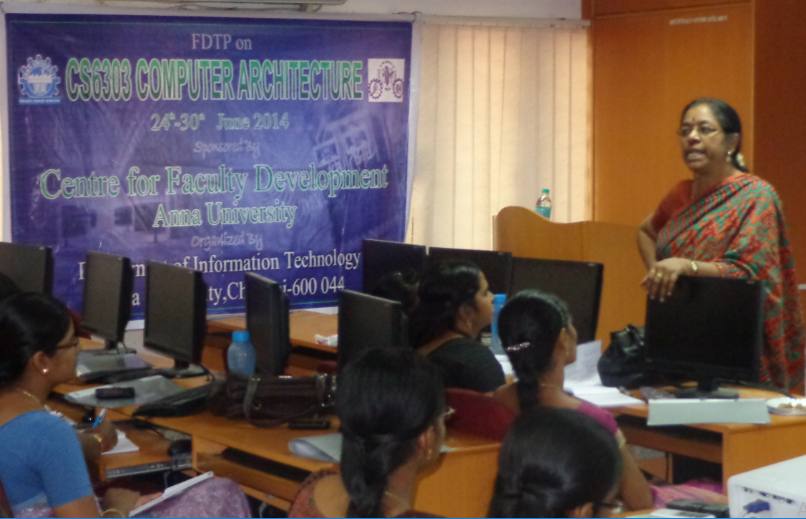 FDTP on
CS6303 COMPUTER ARCHITECTURE
24th-30th June 2014
Sponsored By
Centre for Faculty Development
Anna University
Organized By
of Information Technology
600 044